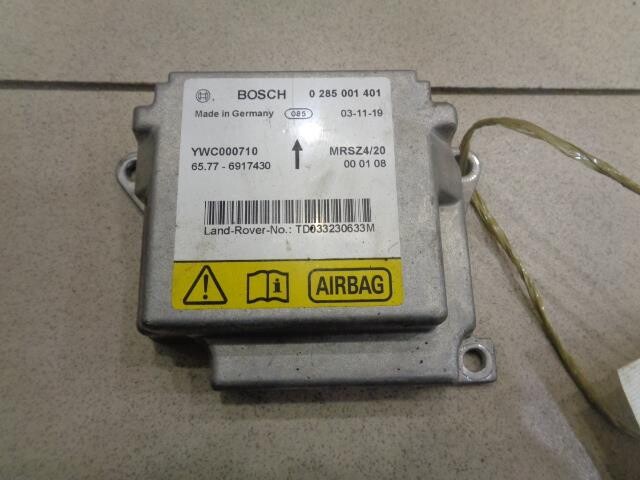 BOSCH 0 285 001 401
Made in Germany 085 03-11-19
YWC000710 MRSZ4/20
65.77 - 6917430 00 01 08
Land-Rover-No.: TD033230633M
AIRBAG